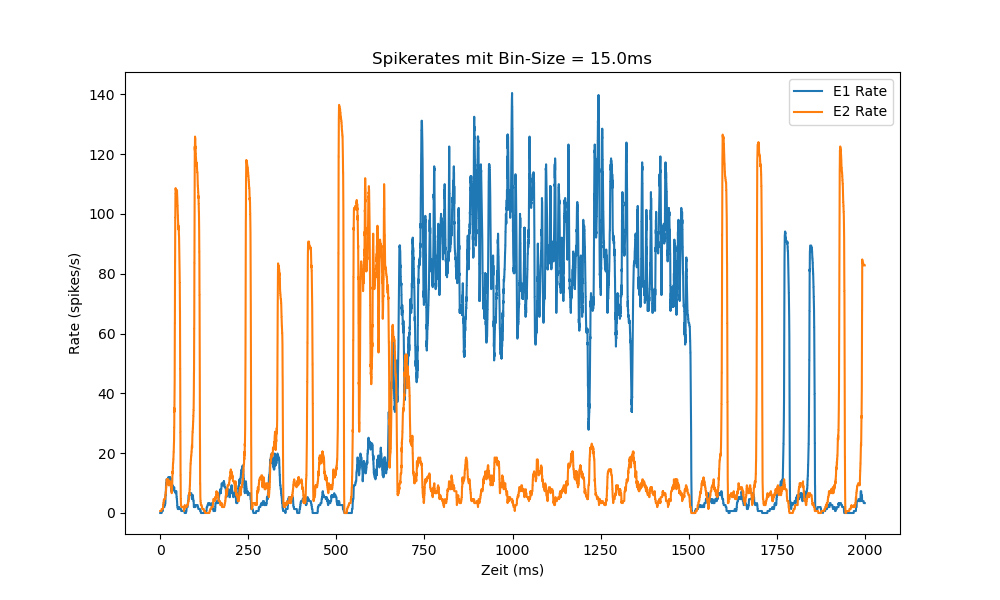 Spikerates mit Bin-Size = 15.0ms
E1 Rate
E2 Rate
Rate (spikes/s)
140
120
100
80
60
40
20
0
0 250 500 750 1000 1250 1500 1750 2000
Zeit (ms)